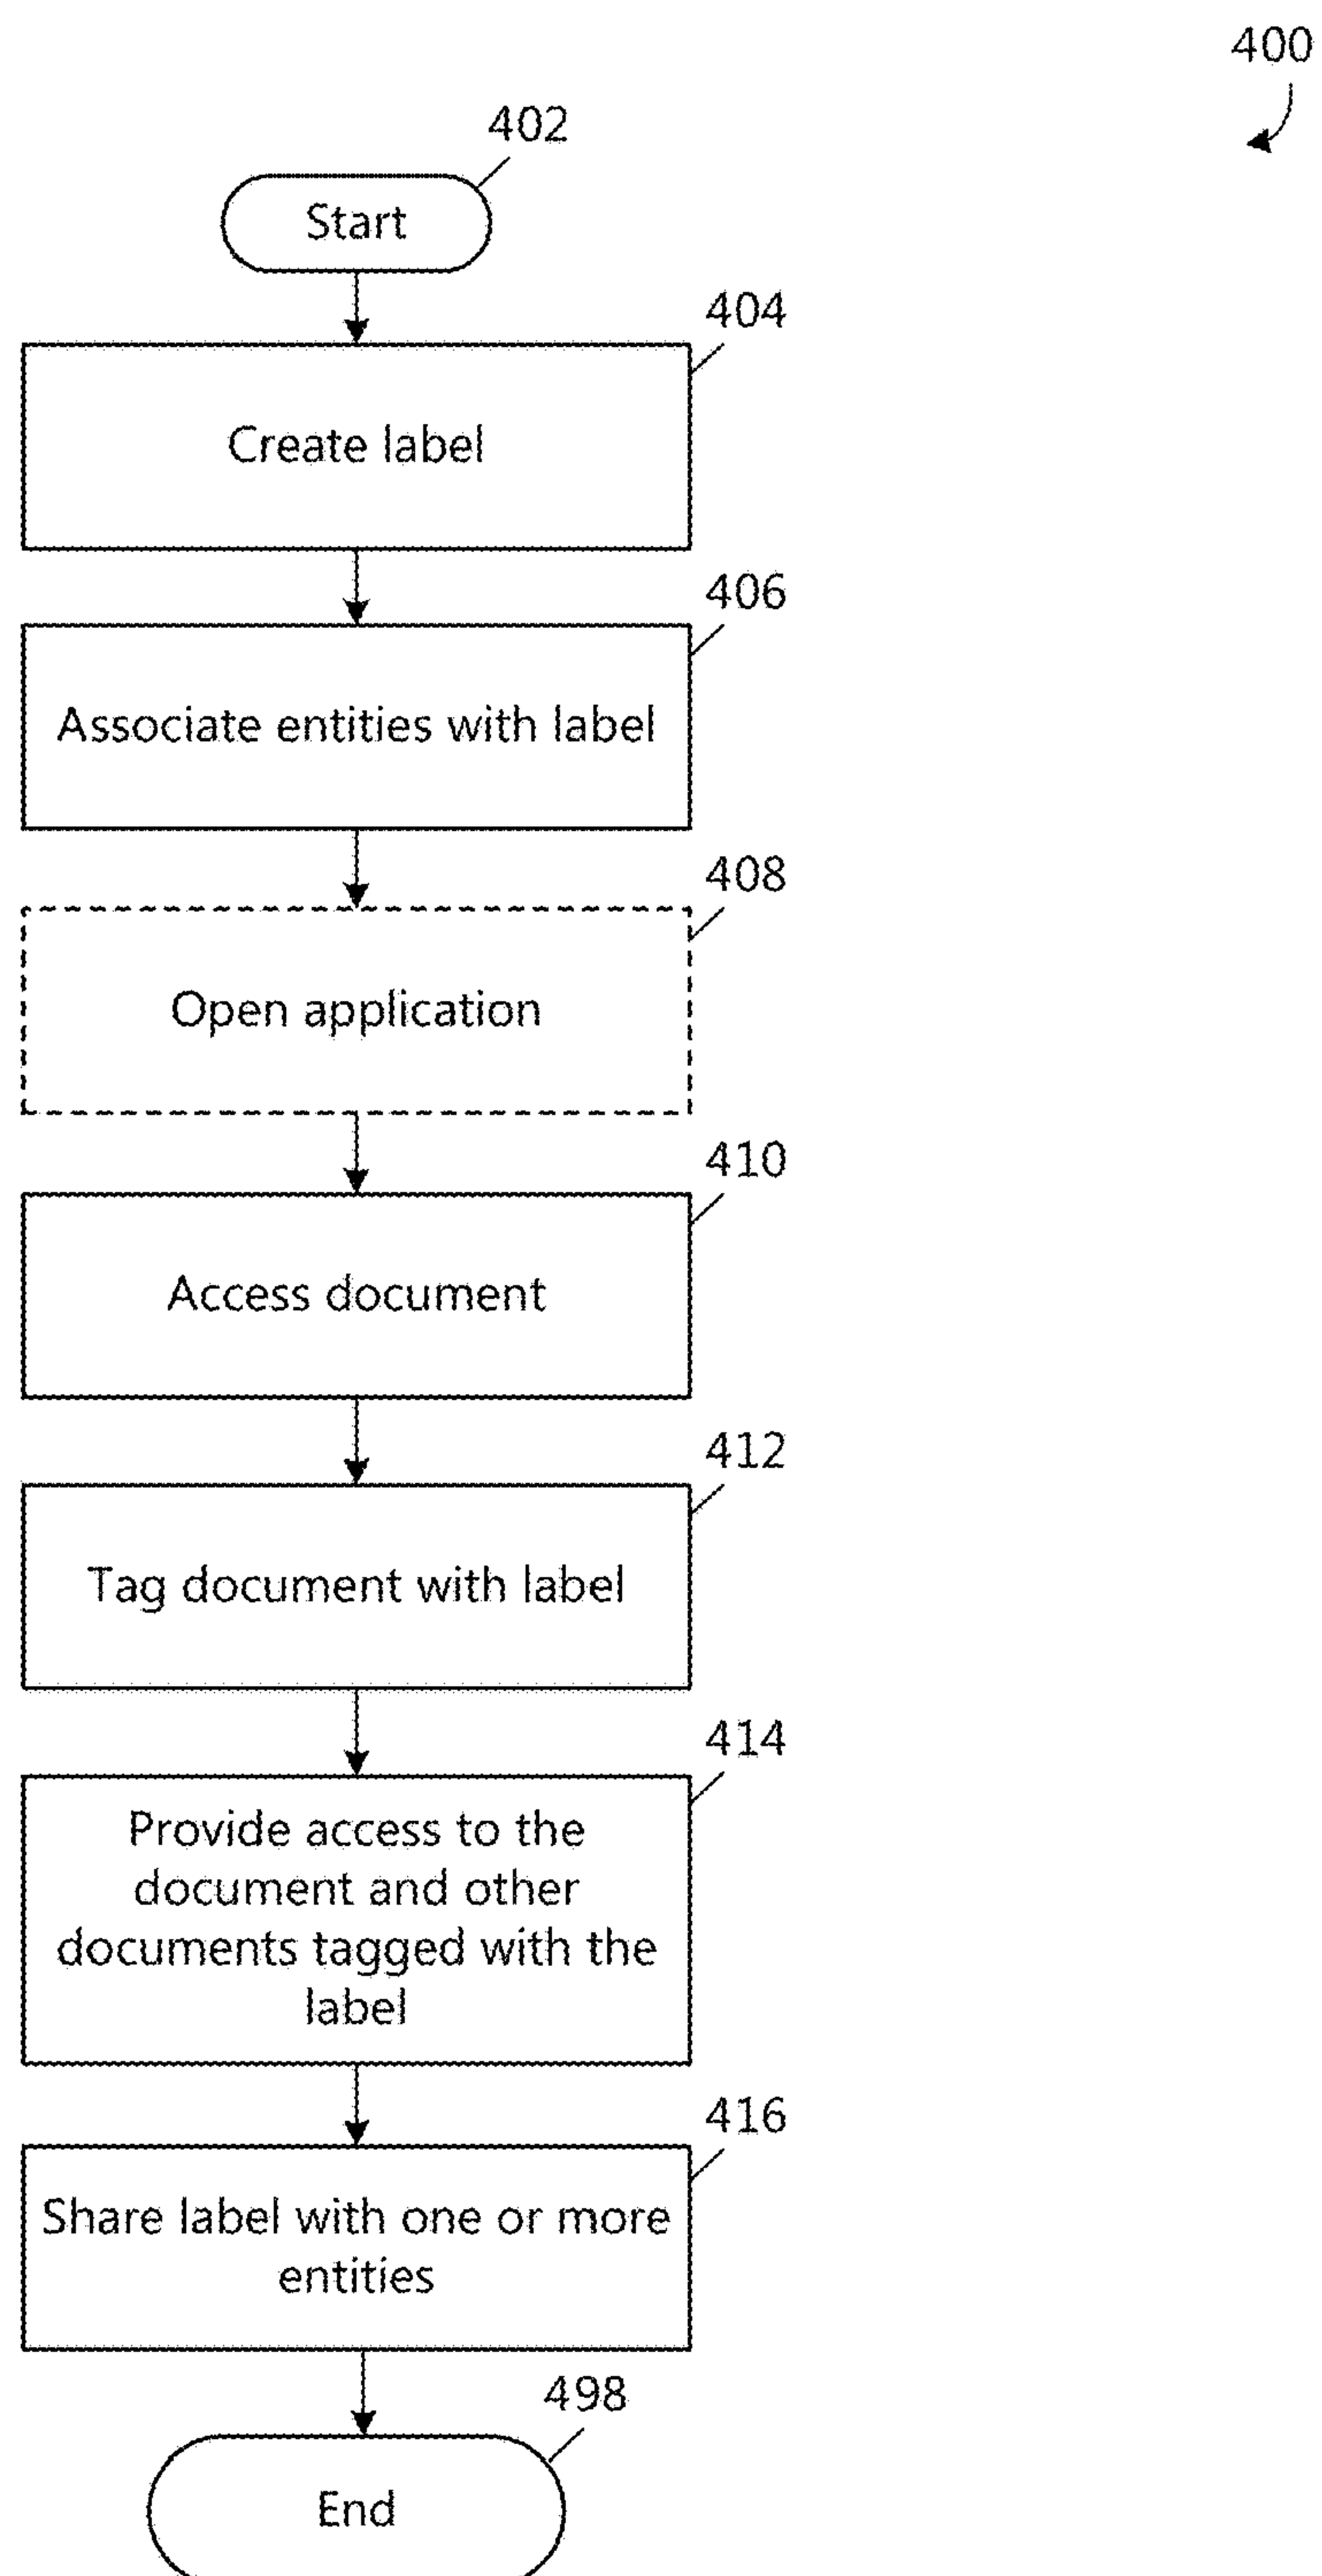 400
402
Start
404
Create label
406
Associate entities with label
408
Open application
410
Access document
412
Tag document with label
414
Provide access to the
document and other
documents tagged with the
label
416
Share label with one or more
entities
498
End